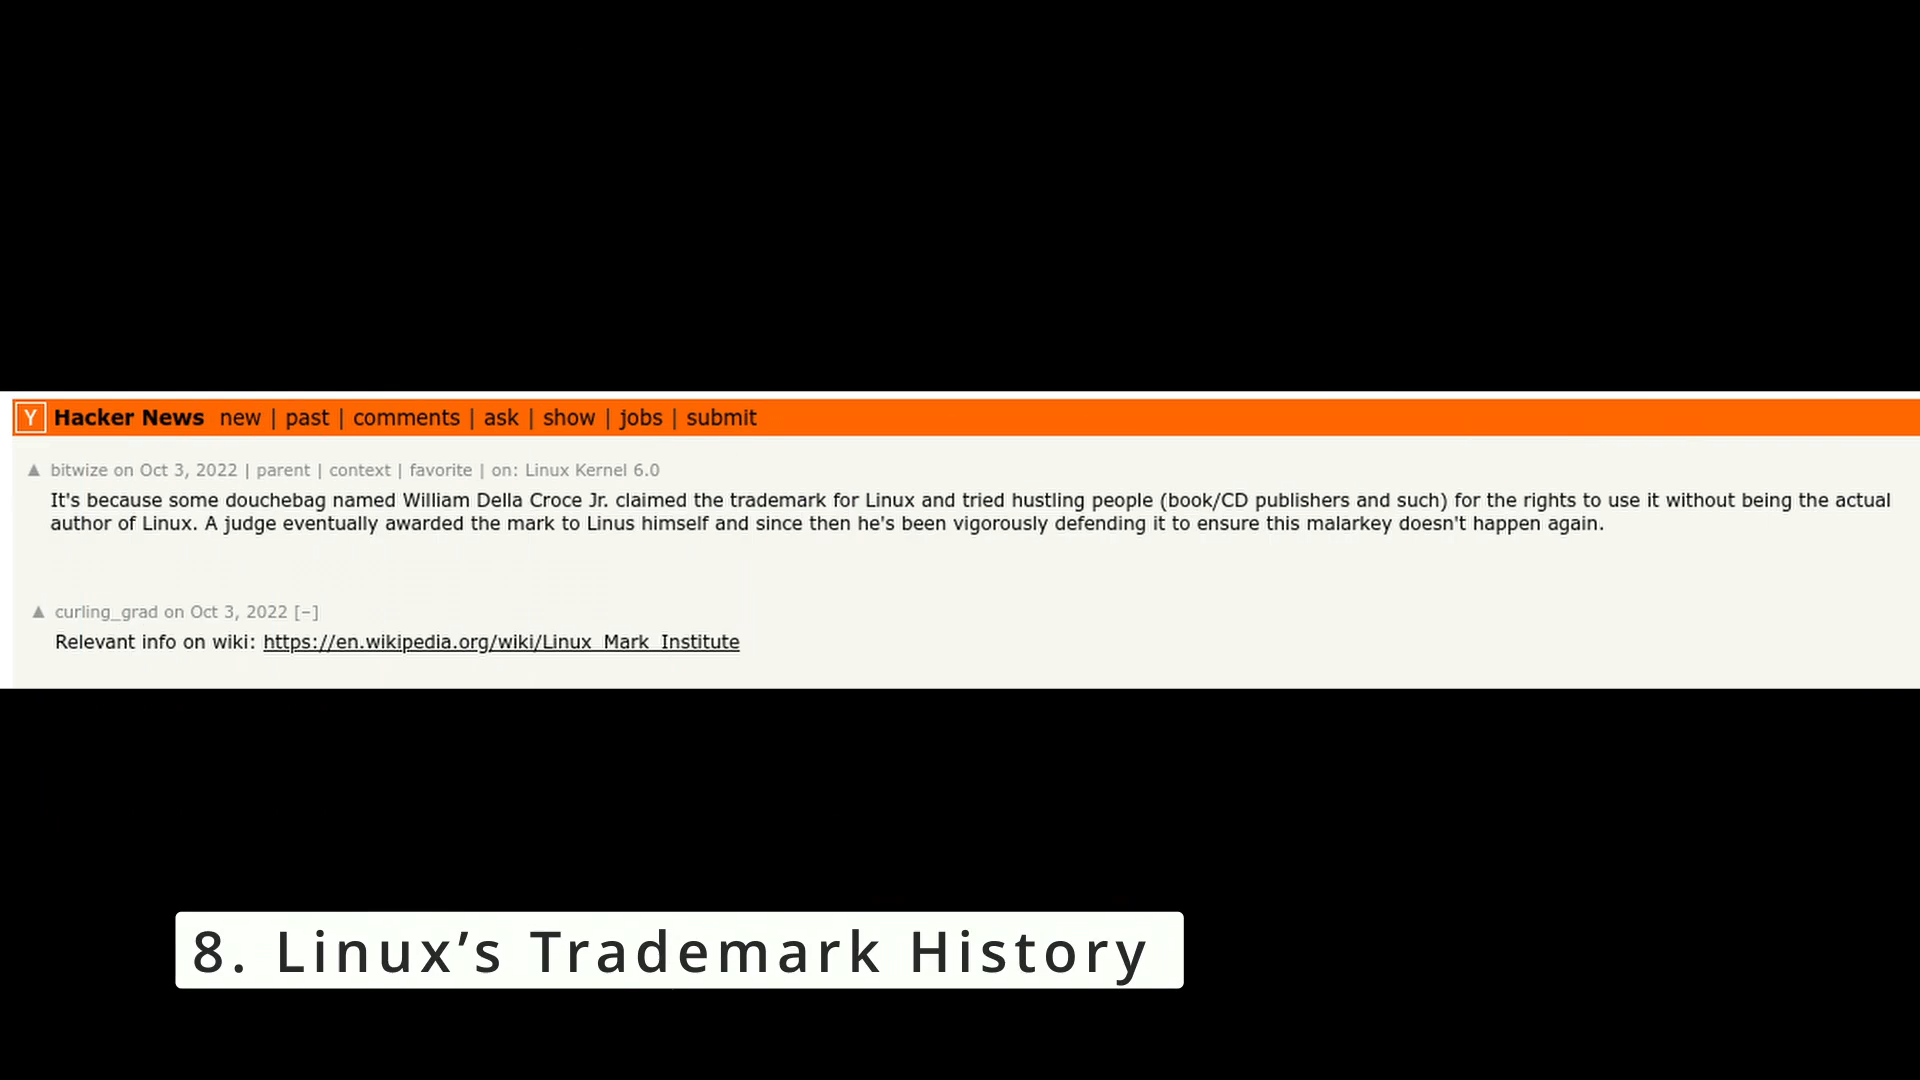 Y Hacker News new | past | comments | ask | show | jobs | submit
▲ bitwize on Oct 3, 2022 | parent | context | favorite | on: Linux Kernel 6.0
It's because some douchebag named William Della Croce Jr. claimed the trademark for Linux and tried hustling people (book/CD publishers and such) for the rights to use it without being the actual
author of Linux. A judge eventually awarded the mark to Linus himself and since then he's been vigorously defending it to ensure this malarkey doesn't happen again.
▲ curling_grad on Oct 3, 2022 [–]
Relevant info on wiki: https://en.wikipedia.org/wiki/Linux_Mark_Institute
8. Linux’s Trademark History